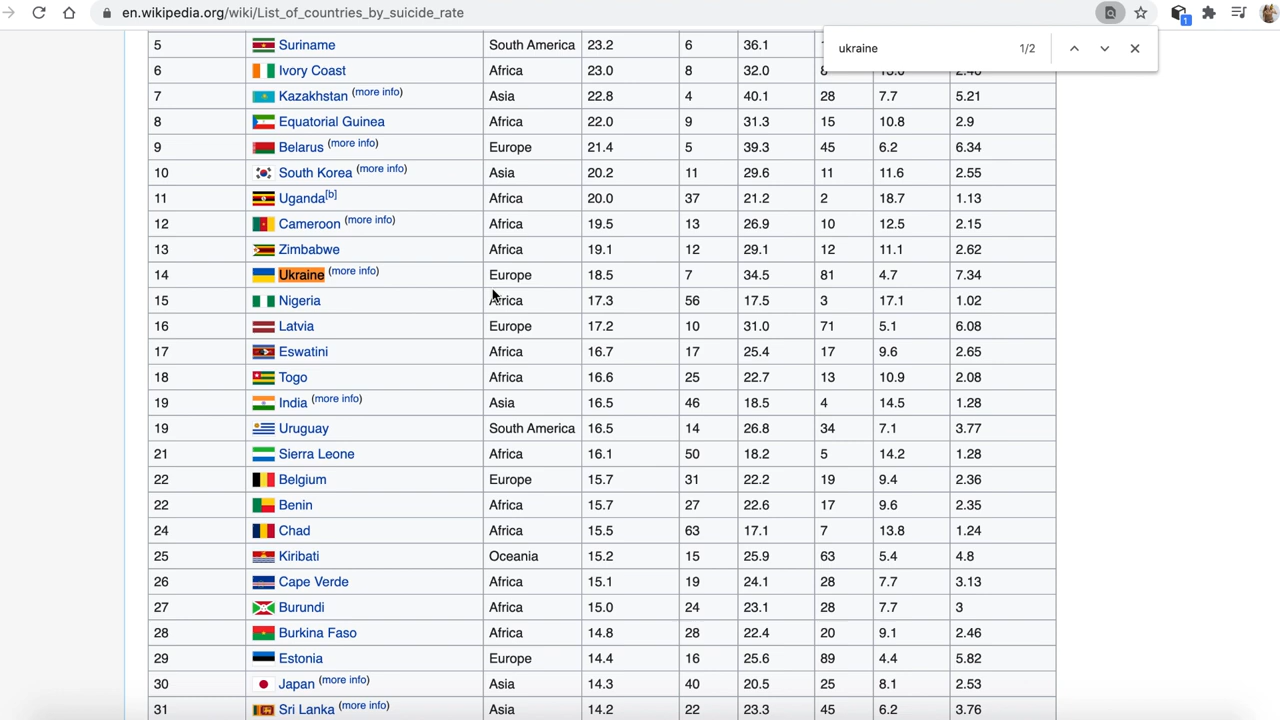 en.wikipedia.org/wiki/List_of_countries_by_suicide_rate
ukraine 1/2
5 Suriname South America 23.2 6 36.1
6 Ivory Coast Africa 23.0 8 32.0
7 Kazakhstan (more info) Asia 22.8 4 40.1 28 7.7 5.21
8 Equatorial Guinea Africa 22.0 9 31.3 15 10.8 2.9
9 Belarus (more info) Europe 21.4 5 39.3 45 6.2 6.34
10 South Korea (more info) Asia 20.2 11 29.6 11 11.6 2.55
11 Uganda[b] Africa 20.0 37 21.2 2 18.7 1.13
12 Cameroon (more info) Africa 19.5 13 26.9 10 12.5 2.15
13 Zimbabwe Africa 19.1 12 29.1 12 11.1 2.62
14 Ukraine (more info) Europe 18.5 7 34.5 81 4.7 7.34
15 Nigeria Africa 17.3 56 17.5 3 17.1 1.02
16 Latvia Europe 17.2 10 31.0 71 5.1 6.08
17 Eswatini Africa 16.7 17 25.4 17 9.6 2.65
18 Togo Africa 16.6 25 22.7 13 10.9 2.08
19 India (more info) Asia 16.5 46 18.5 4 14.5 1.28
19 Uruguay South America 16.5 14 26.8 34 7.1 3.77
21 Sierra Leone Africa 16.1 50 18.2 5 14.2 1.28
22 Belgium Europe 15.7 31 22.2 19 9.4 2.36
22 Benin Africa 15.7 27 22.6 17 9.6 2.35
24 Chad Africa 15.5 63 17.1 7 13.8 1.24
25 Kiribati Oceania 15.2 15 25.9 63 5.4 4.8
26 Cape Verde Africa 15.1 19 24.1 28 7.7 3.13
27 Burundi Africa 15.0 24 23.1 28 7.7 3
28 Burkina Faso Africa 14.8 28 22.4 20 9.1 2.46
29 Estonia Europe 14.4 16 25.6 89 4.4 5.82
30 Japan (more info) Asia 14.3 40 20.5 25 8.1 2.53
31 Sri Lanka (more info) Asia 14.2 22 23.3 45 6.2 3.76